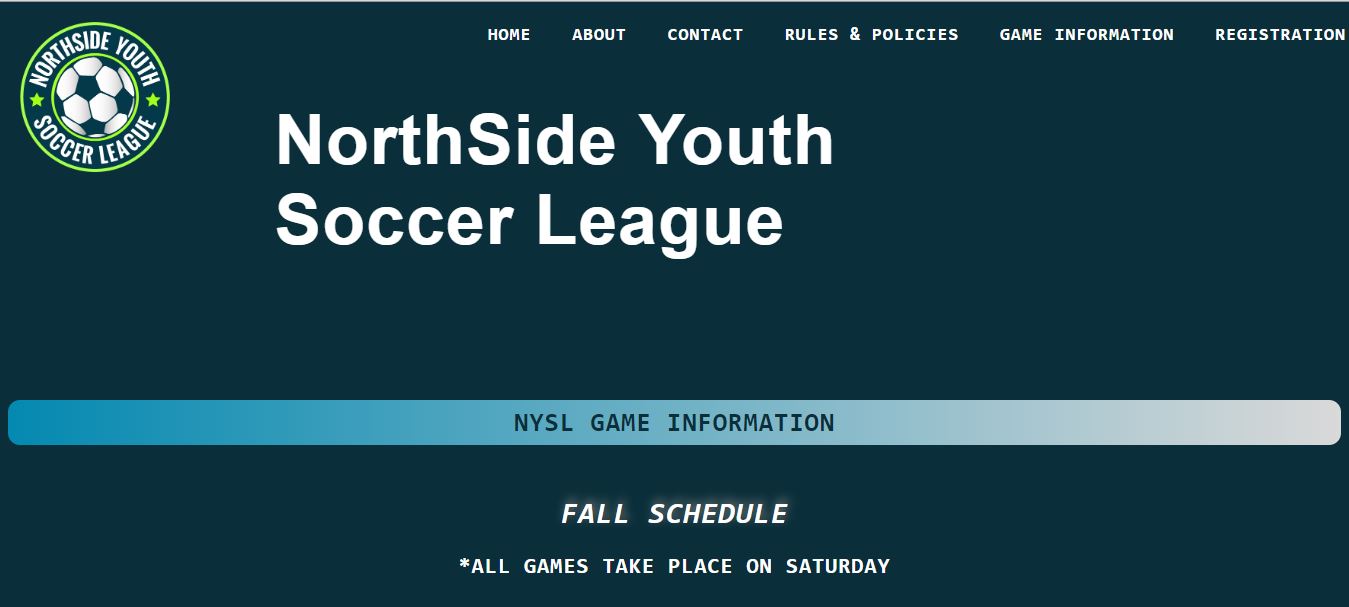 NORTHSIDE YOUTH
SOCCER LEAGUE
HOME ABOUT CONTACT RULES & POLICIES GAME INFORMATION REGISTRATION
NorthSide Youth
Soccer League
NYSL GAME INFORMATION
FALL SCHEDULE
*ALL GAMES TAKE PLACE ON SATURDAY